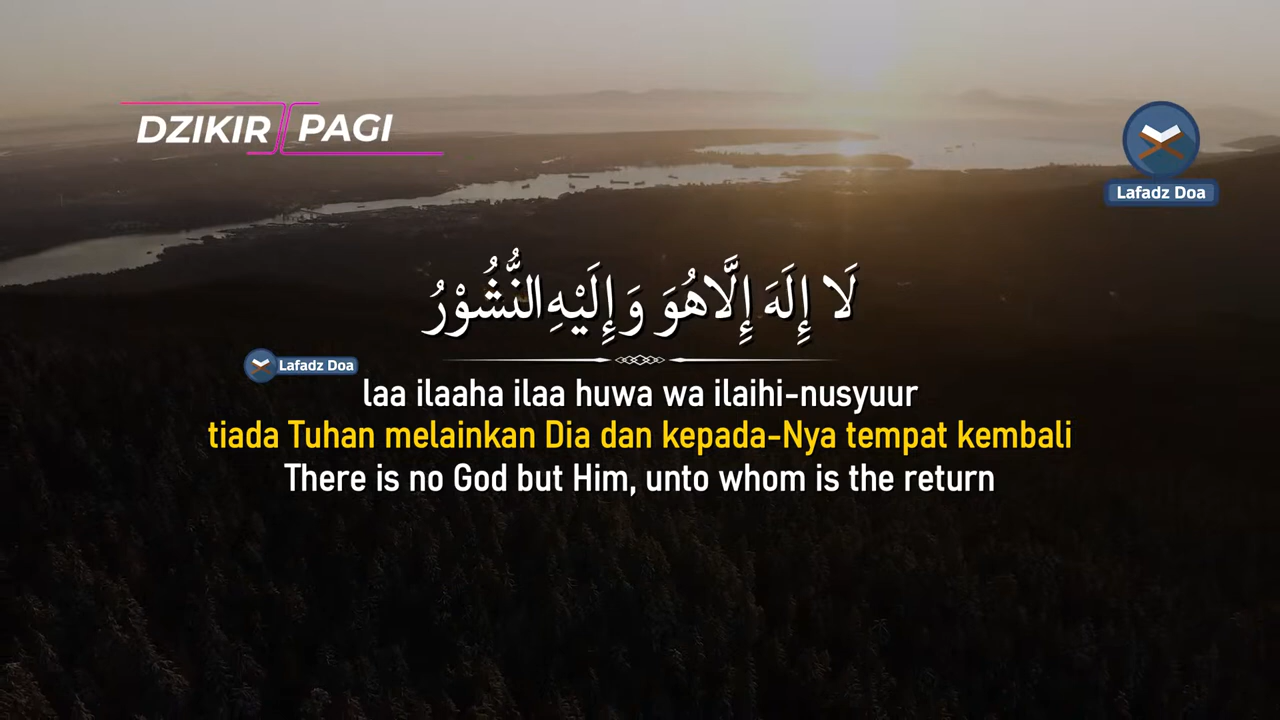 DZIKIR PAGI
Lafadz Doa
لَا إِلَهَ إِلَّاهُوَ وَإِلَيْهِ النُّشُوْرُ
Lafadz Doa
laa ilaaha ilaa huwa wa ilaihi-nusyuur
tiada Tuhan melainkan Dia dan kepada-Nya tempat kembali
There is no God but Him, unto whom is the return